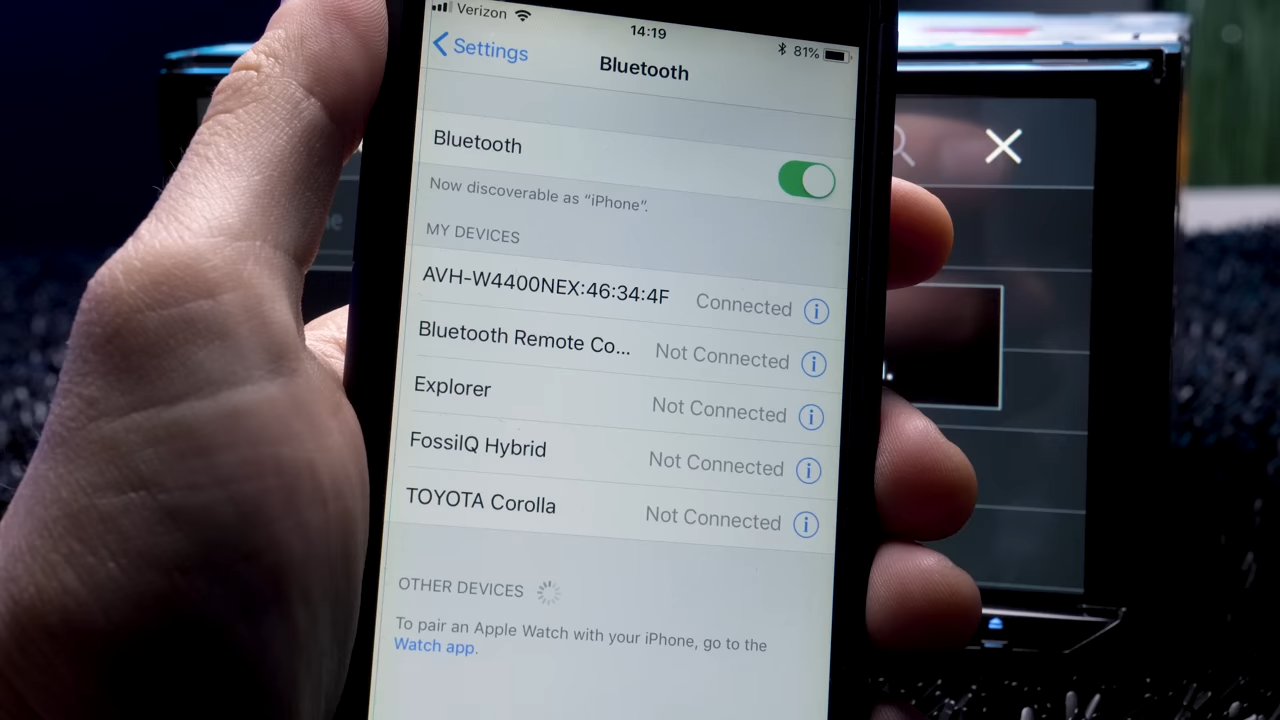 Verizon
14:19
81%
Settings
Bluetooth
Bluetooth
Now discoverable as “iPhone”.
MY DEVICES
AVH-W4400NEX:46:34:4F Connected
Bluetooth Remote Co... Not Connected
Explorer Not Connected
FossilQ Hybrid Not Connected
TOYOTA Corolla Not Connected
OTHER DEVICES
To pair an Apple Watch with your iPhone, go to the
Watch app.